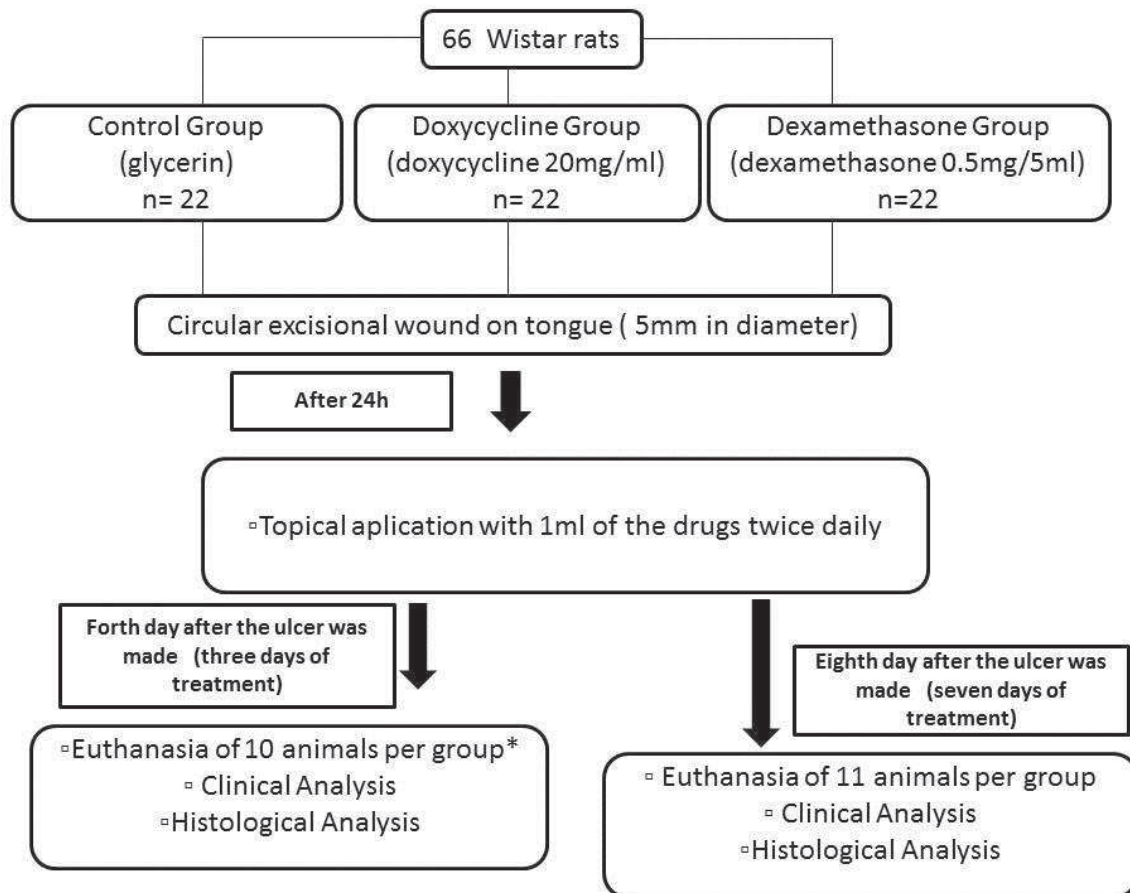 66 Wistar rats
Control Group
(glycerin)
n= 22
Doxycycline Group
(doxycycline 20mg/ml)
n= 22
Dexamethasone Group
(dexamethasone 0.5mg/5ml)
n=22
Circular excisional wound on tongue ( 5mm in diameter)
After 24h
▫Topical aplication with 1ml of the drugs twice daily
Forth day after the ulcer was
made (three days of
treatment)
Eighth day after the ulcer was
made (seven days of
treatment)
▫Euthanasia of 10 animals per group*
▫ Clinical Analysis
▫Histological Analysis
▫ Euthanasia of 11 animals per group
▫ Clinical Analysis
▫Histological Analysis